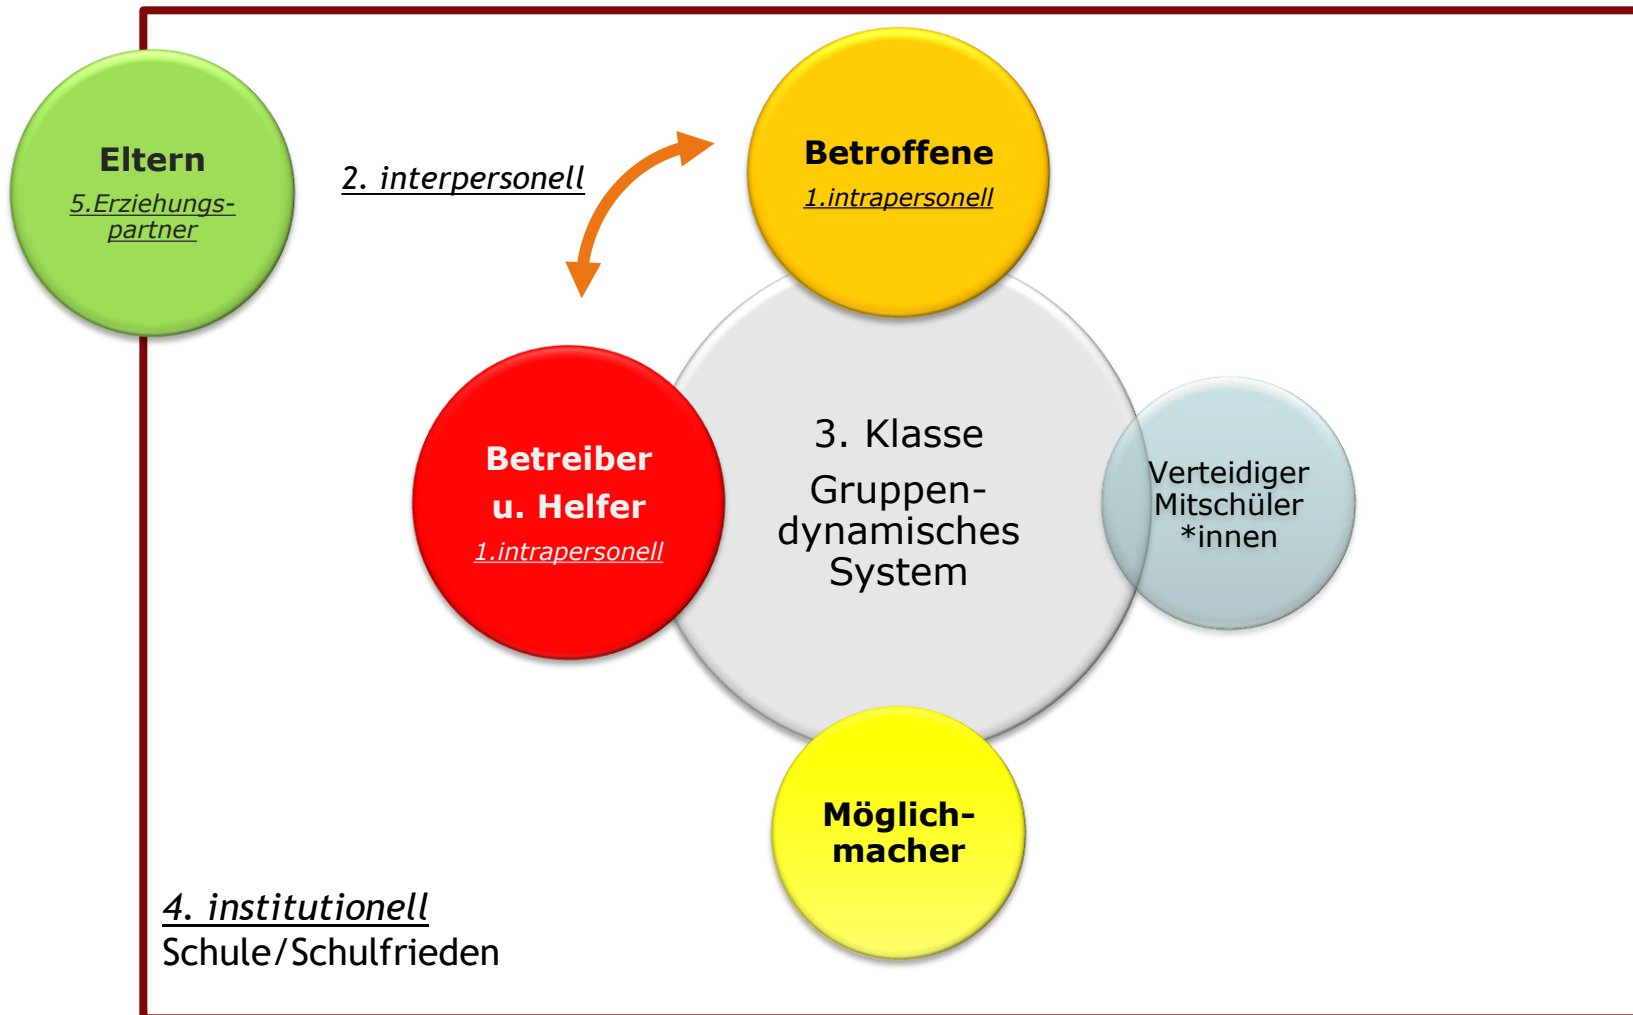 Eltern
5.Erziehungs-
partner
2. interpersonell
Betroffene
1.intrapersonell
Betreiber
u. Helfer
1.intrapersonell
3. Klasse
Gruppen-
dynamisches
System
Verteidiger
Mitschüler
*innen
Möglich-
macher
4. institutionell
Schule/Schulfrieden